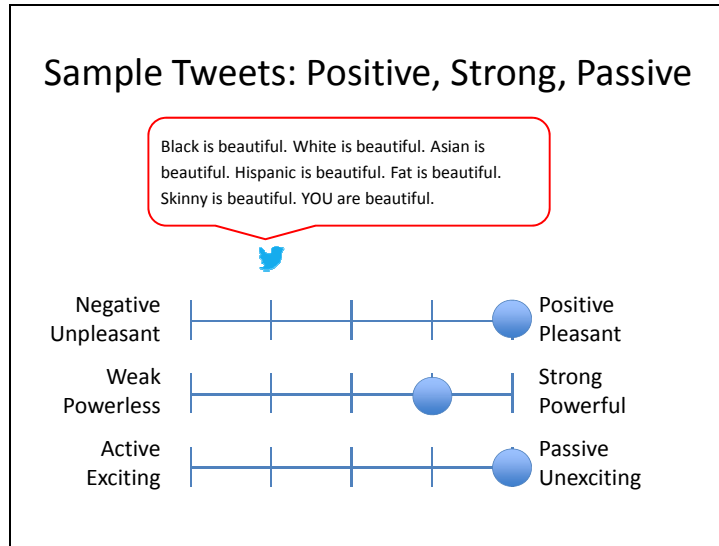 Sample Tweets: Positive, Strong, Passive
Black is beautiful. White is beautiful. Asian is
beautiful. Hispanic is beautiful. Fat is beautiful.
Skinny is beautiful. YOU are beautiful.
Negative
Unpleasant
Positive
Pleasant
Weak
Powerless
Strong
Powerful
Active
Exciting
Passive
Unexciting